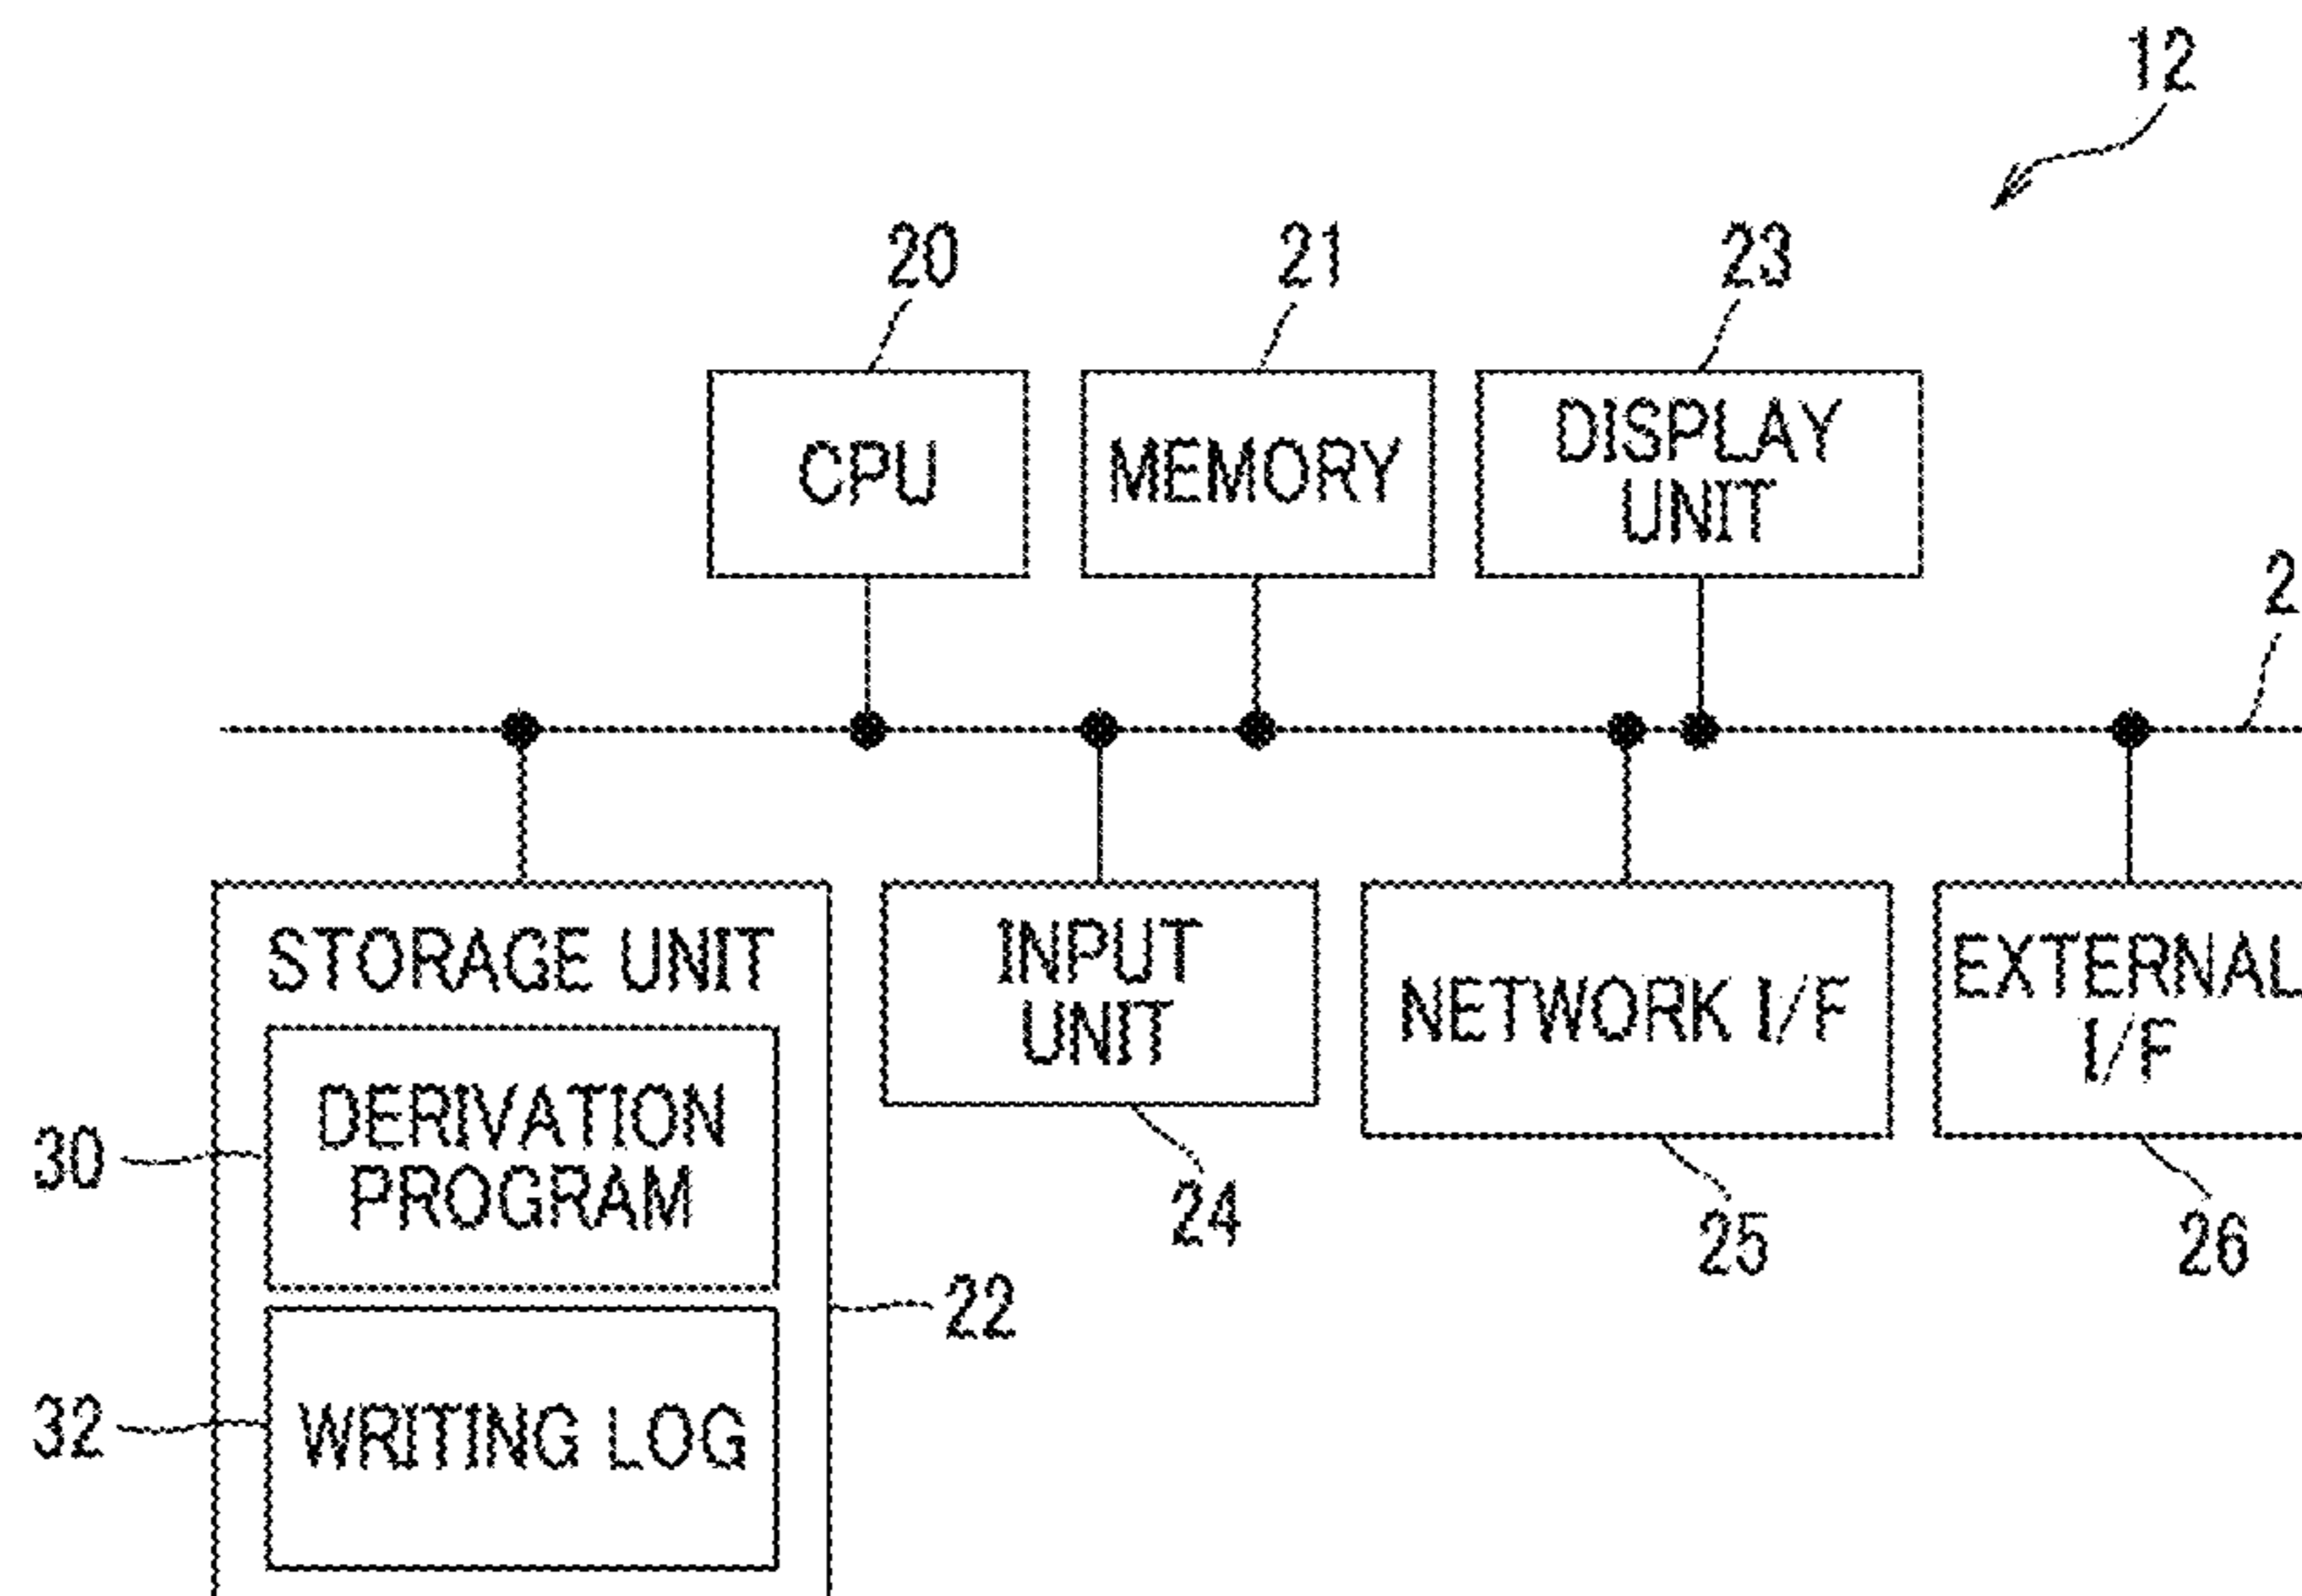 12
20
21
23
CPU
MEMORY
DISPLAY
UNIT
2
STORAGE UNIT
INPUT
UNIT
NETWORK I/F
EXTERNAL
I/F
30
DERIVATION
PROGRAM
24
25
26
22
32
WRITING LOG